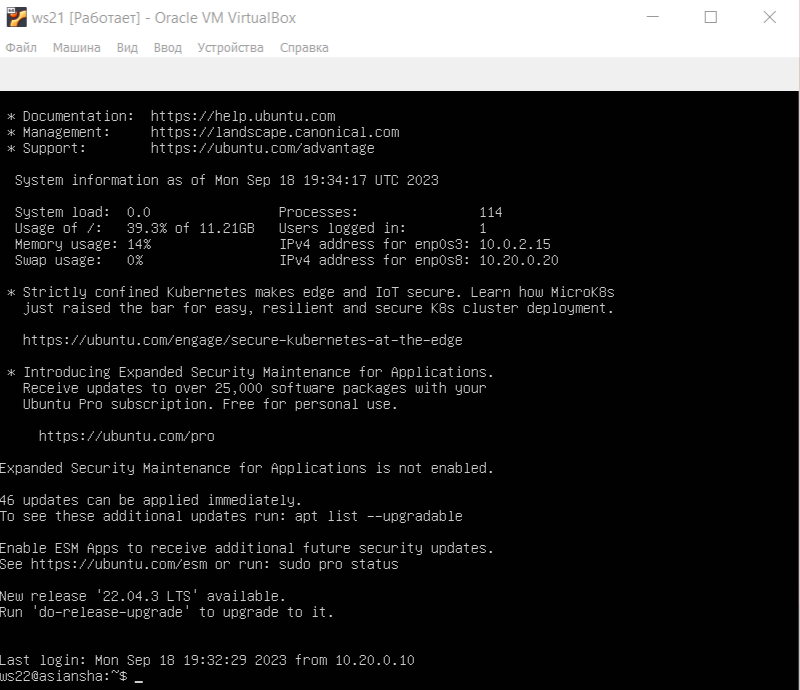 ws21 [Работает] - Oracle VM VirtualBox
Файл Машина Вид Ввод Устройства Справка
* Documentation:  https://help.ubuntu.com
* Management:     https://landscape.canonical.com
* Support:        https://ubuntu.com/advantage
System information as of Mon Sep 18 19:34:17 UTC 2023
System load:  0.0                Processes:               114
Usage of /:   39.3% of 11.21GB   Users logged in:         1
Memory usage: 14%                IPv4 address for enp0s3: 10.0.2.15
Swap usage:   0%                 IPv4 address for enp0s8: 10.20.0.20
* Strictly confined Kubernetes makes edge and IoT secure. Learn how MicroK8s
just raised the bar for easy, resilient and secure K8s cluster deployment.
https://ubuntu.com/engage/secure-kubernetes-at-the-edge
* Introducing Expanded Security Maintenance for Applications.
Receive updates to over 25,000 software packages with your
Ubuntu Pro subscription. Free for personal use.
https://ubuntu.com/pro
Expanded Security Maintenance for Applications is not enabled.
46 updates can be applied immediately.
To see these additional updates run: apt list --upgradable
Enable ESM Apps to receive additional future security updates.
See https://ubuntu.com/esm or run: sudo pro status
New release '22.04.3 LTS' available.
Run 'do-release-upgrade' to upgrade to it.
Last login: Mon Sep 18 19:32:29 2023 from 10.20.0.10
ws22@asiansha:~$ _